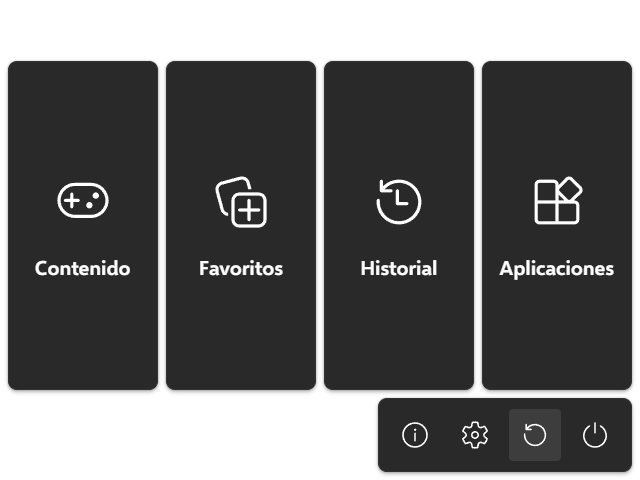 Contenido
Favoritos
Historial
Aplicaciones